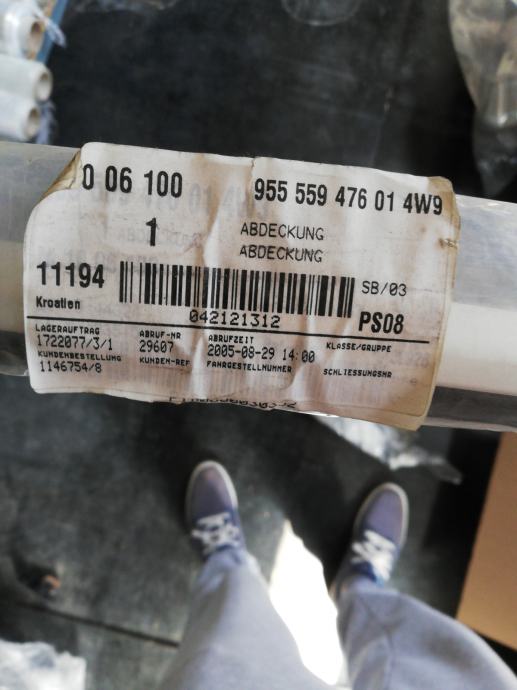 0 06 100 955 559 476 01 4W9
1 ABDECKUNG
ABDECKUNG
11194 SB/03
Kroatien 042121312 PS08
LAGERAUFTRAG ABRUF-NR ABRUFZEIT KLASSE/GRUPPE
1722077/3/1 29607 2005-08-29 14:00
KUNDENBESTELLUNG KUNDEN-REF FAHRGESTELLNUMMER SCHLIESSUNGSNR
1146754/8